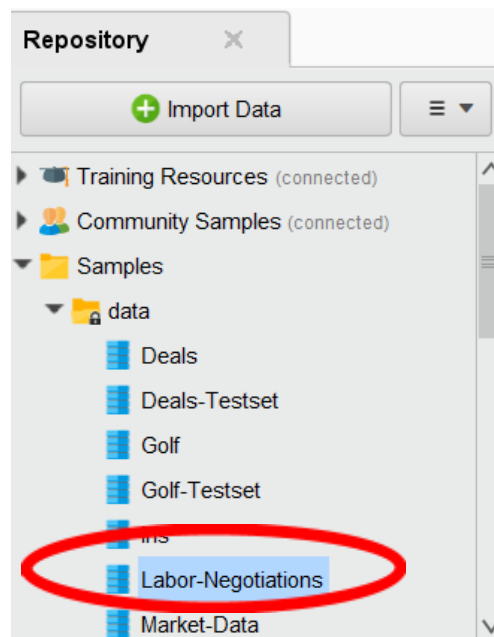 Repository
Import Data
Training Resources (connected)
Community Samples (connected)
Samples
data
Deals
Deals-Testset
Golf
Golf-Testset
Iris
Labor-Negotiations
Market-Data